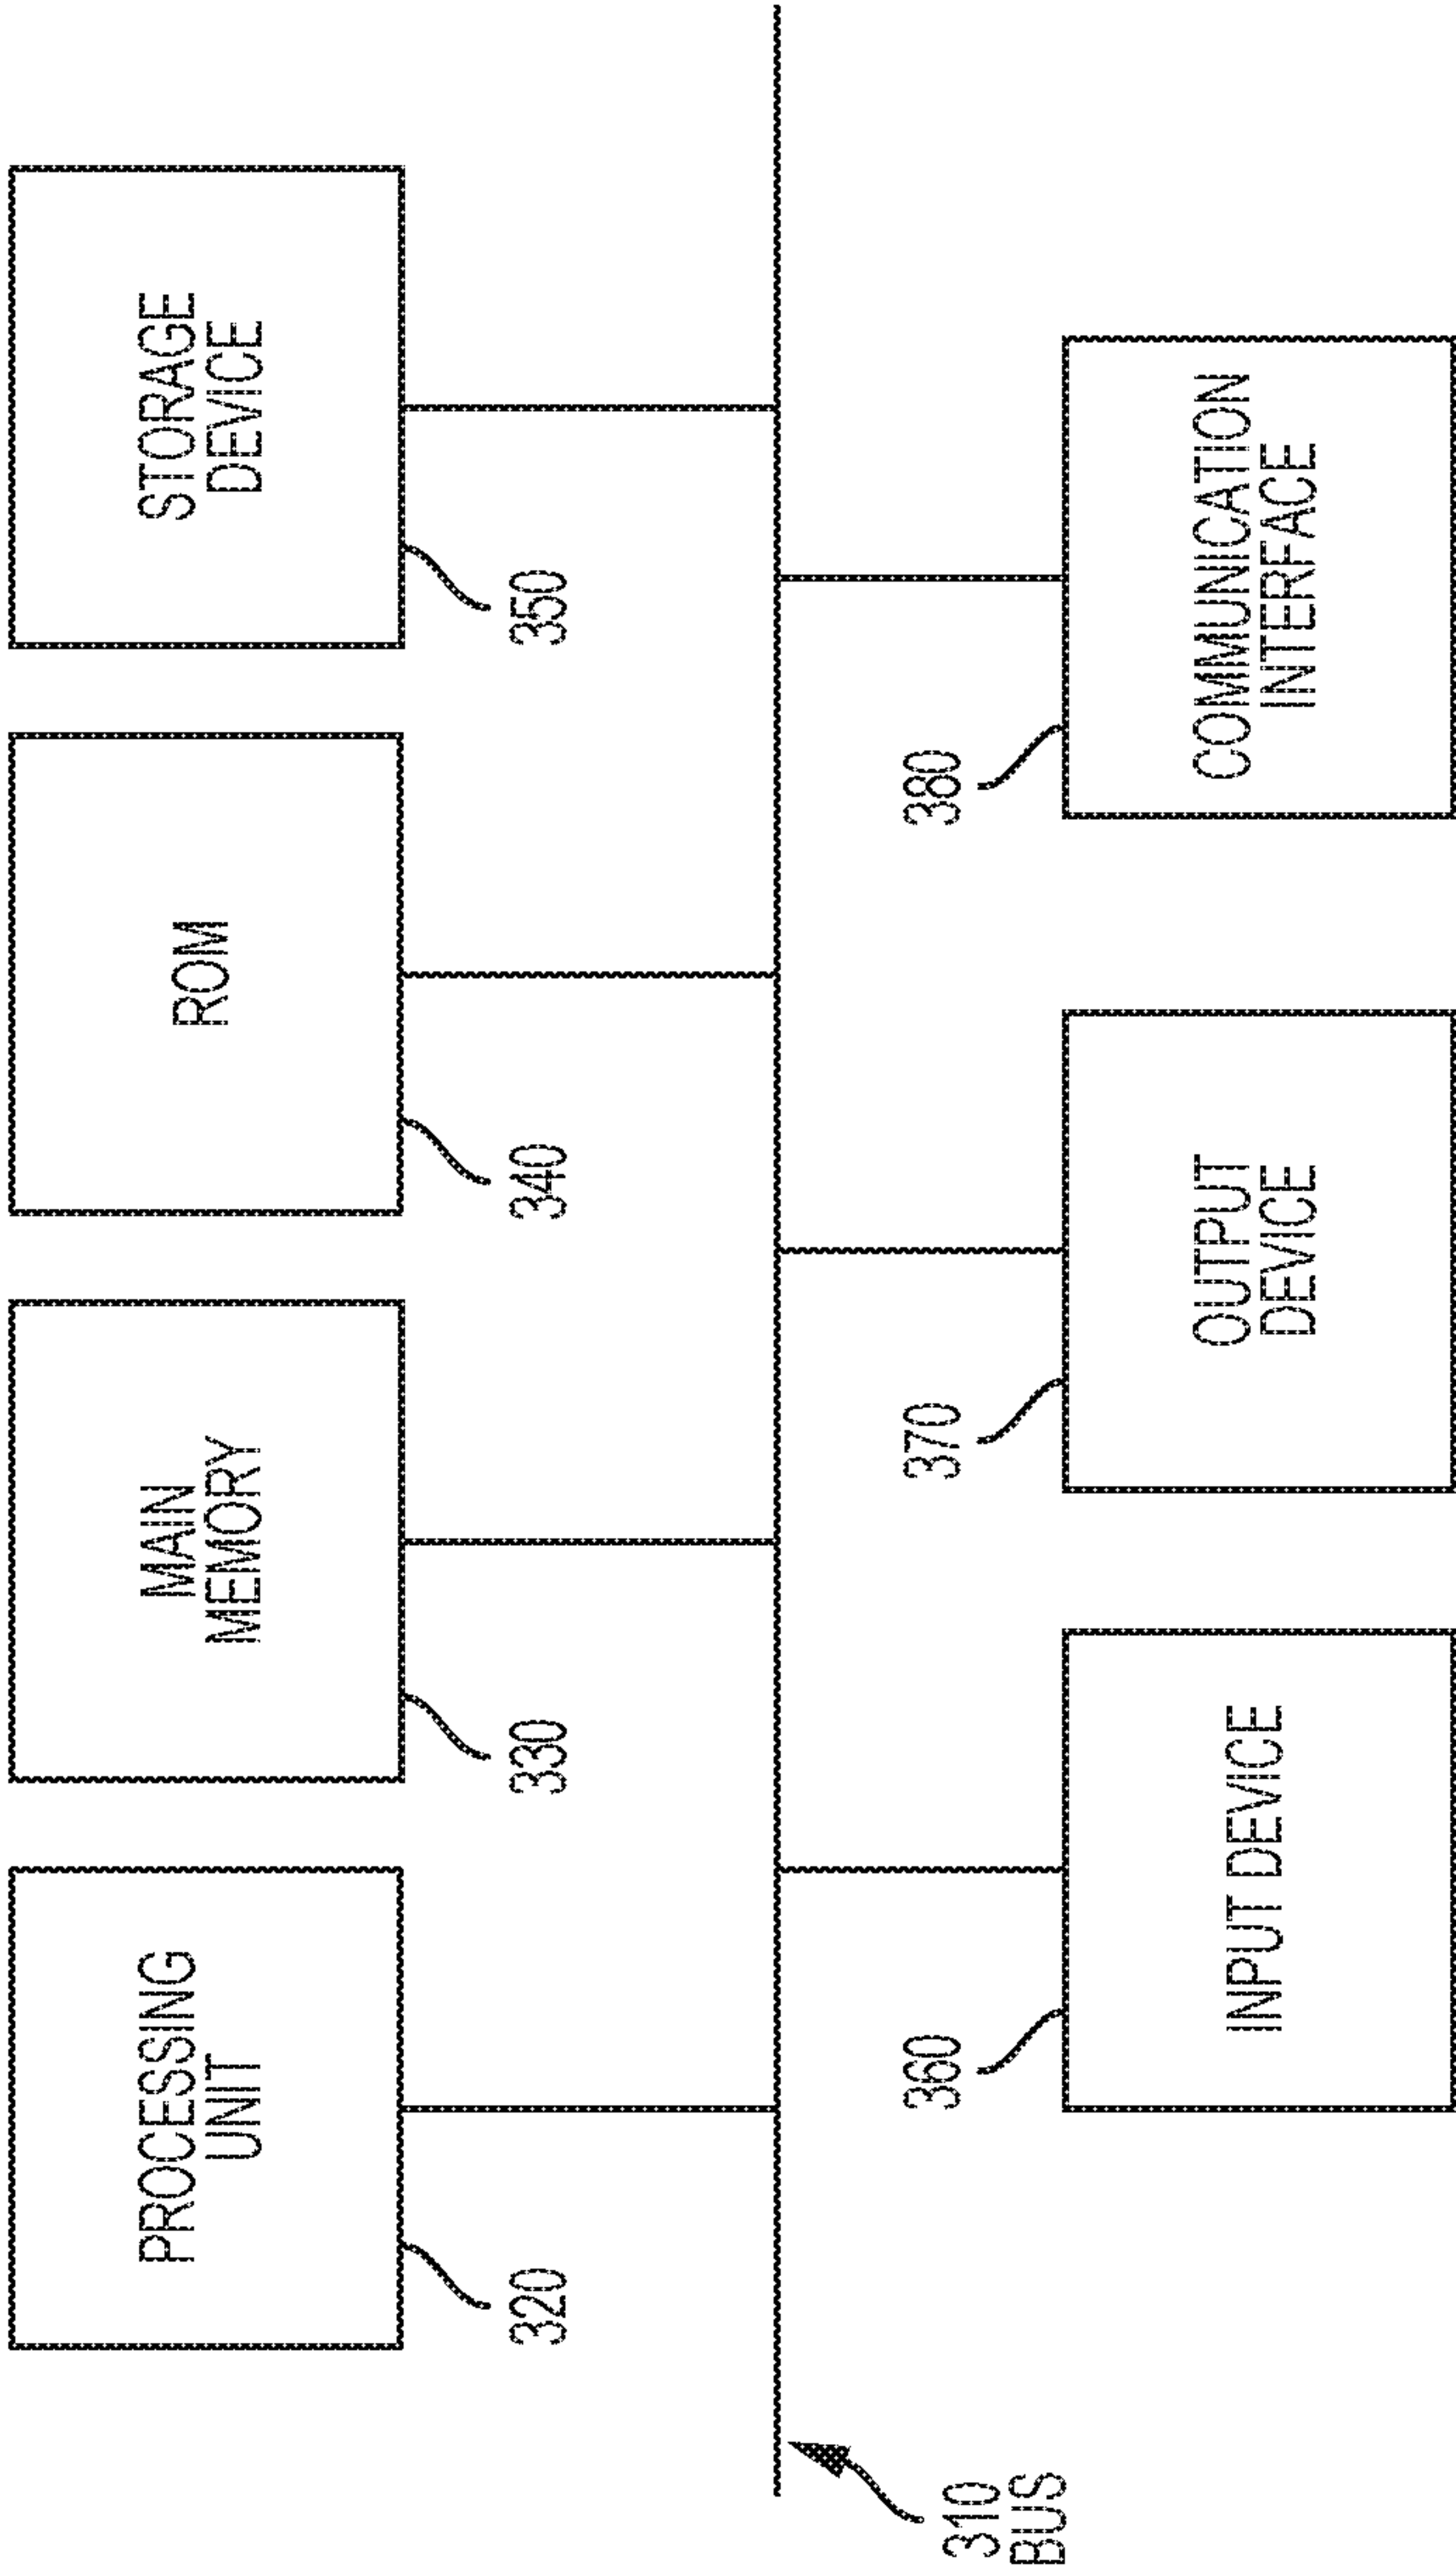 PROCESSING
UNIT
320
MAIN
MEMORY
330
ROM
340
STORAGE
DEVICE
350
310
BUS
360
INPUT DEVICE
370
OUTPUT
DEVICE
380
COMMUNICATION
INTERFACE